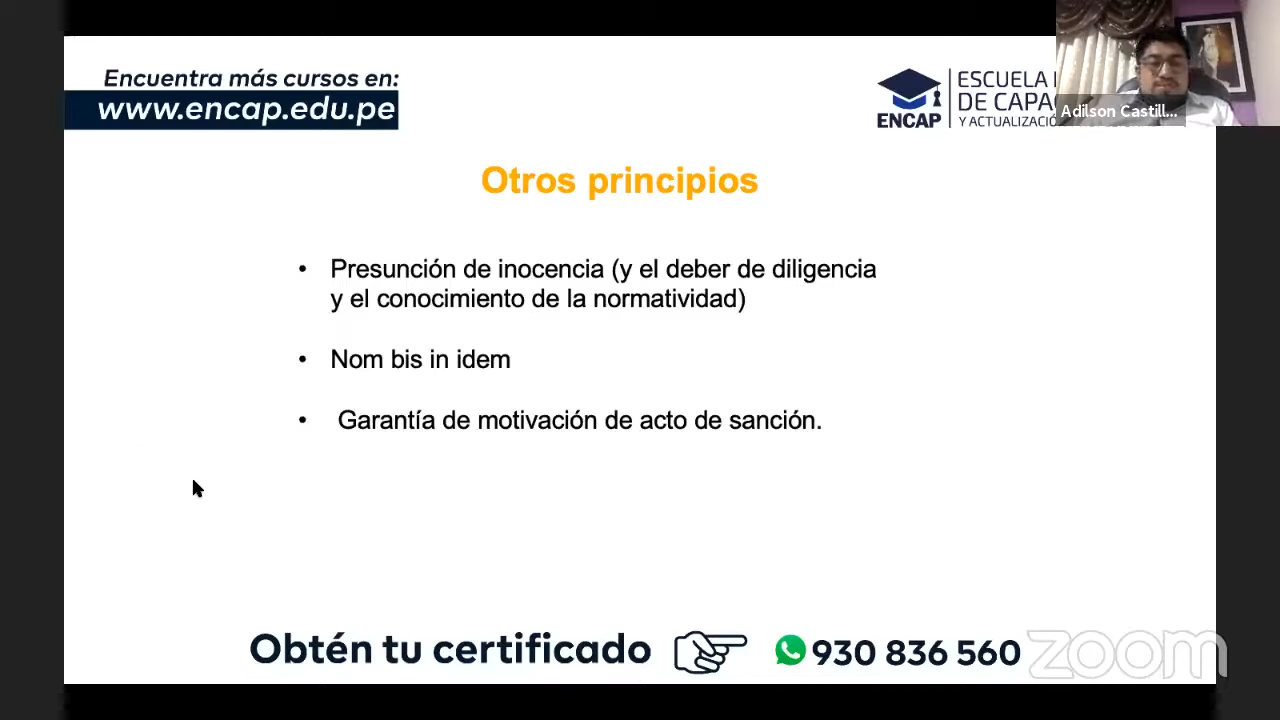 Encuentra más cursos en:
www.encap.edu.pe
ENCAP
ESCUELA
DE CAPA
Y ACTUALIZACIÓ
Adilson Castill...
Otros principios
• Presunción de inocencia (y el deber de diligencia
y el conocimiento de la normatividad)
• Nom bis in idem
• Garantía de motivación de acto de sanción.
Obtén tu certificado
930 836 560
zoom